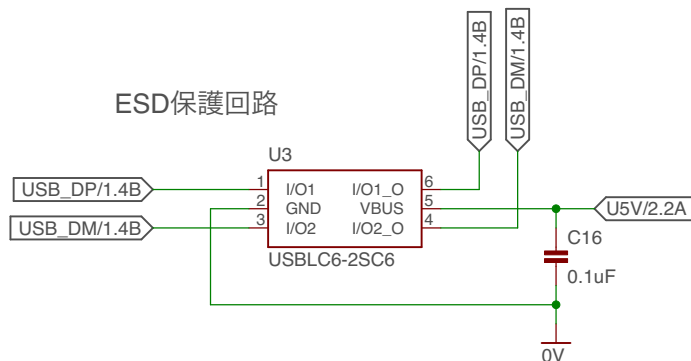 USB_DP/1.4B
USB_DM/1.4B
ESD保護回路
U3
USB_DP/1.4B
1
I/O1
I/O1_O
6
2
GND
VBUS
5
U5V/2.2A
USB_DM/1.4B
3
I/O2
I/O2_O
4
C16
USBLC6-2SC6
0.1uF
0V